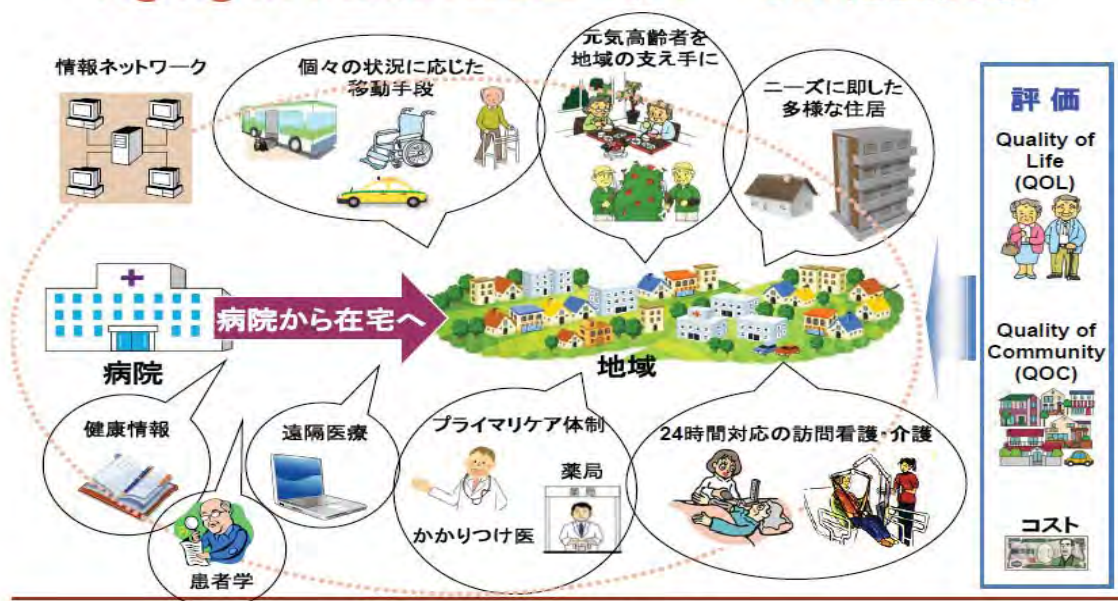 情報ネットワーク
個々の状況に応じた
移動手段
元気高齢者を
地域の支え手に
ニーズに即した
多様な住居
評価
Quality of
Life
(QOL)
病院から在宅へ
病院
地域
Quality of
Community
(QOC)
健康情報
遠隔医療
プライマリケア体制
薬局
薬局
かかりつけ医
24時間対応の訪問看護・介護
患者学
コスト